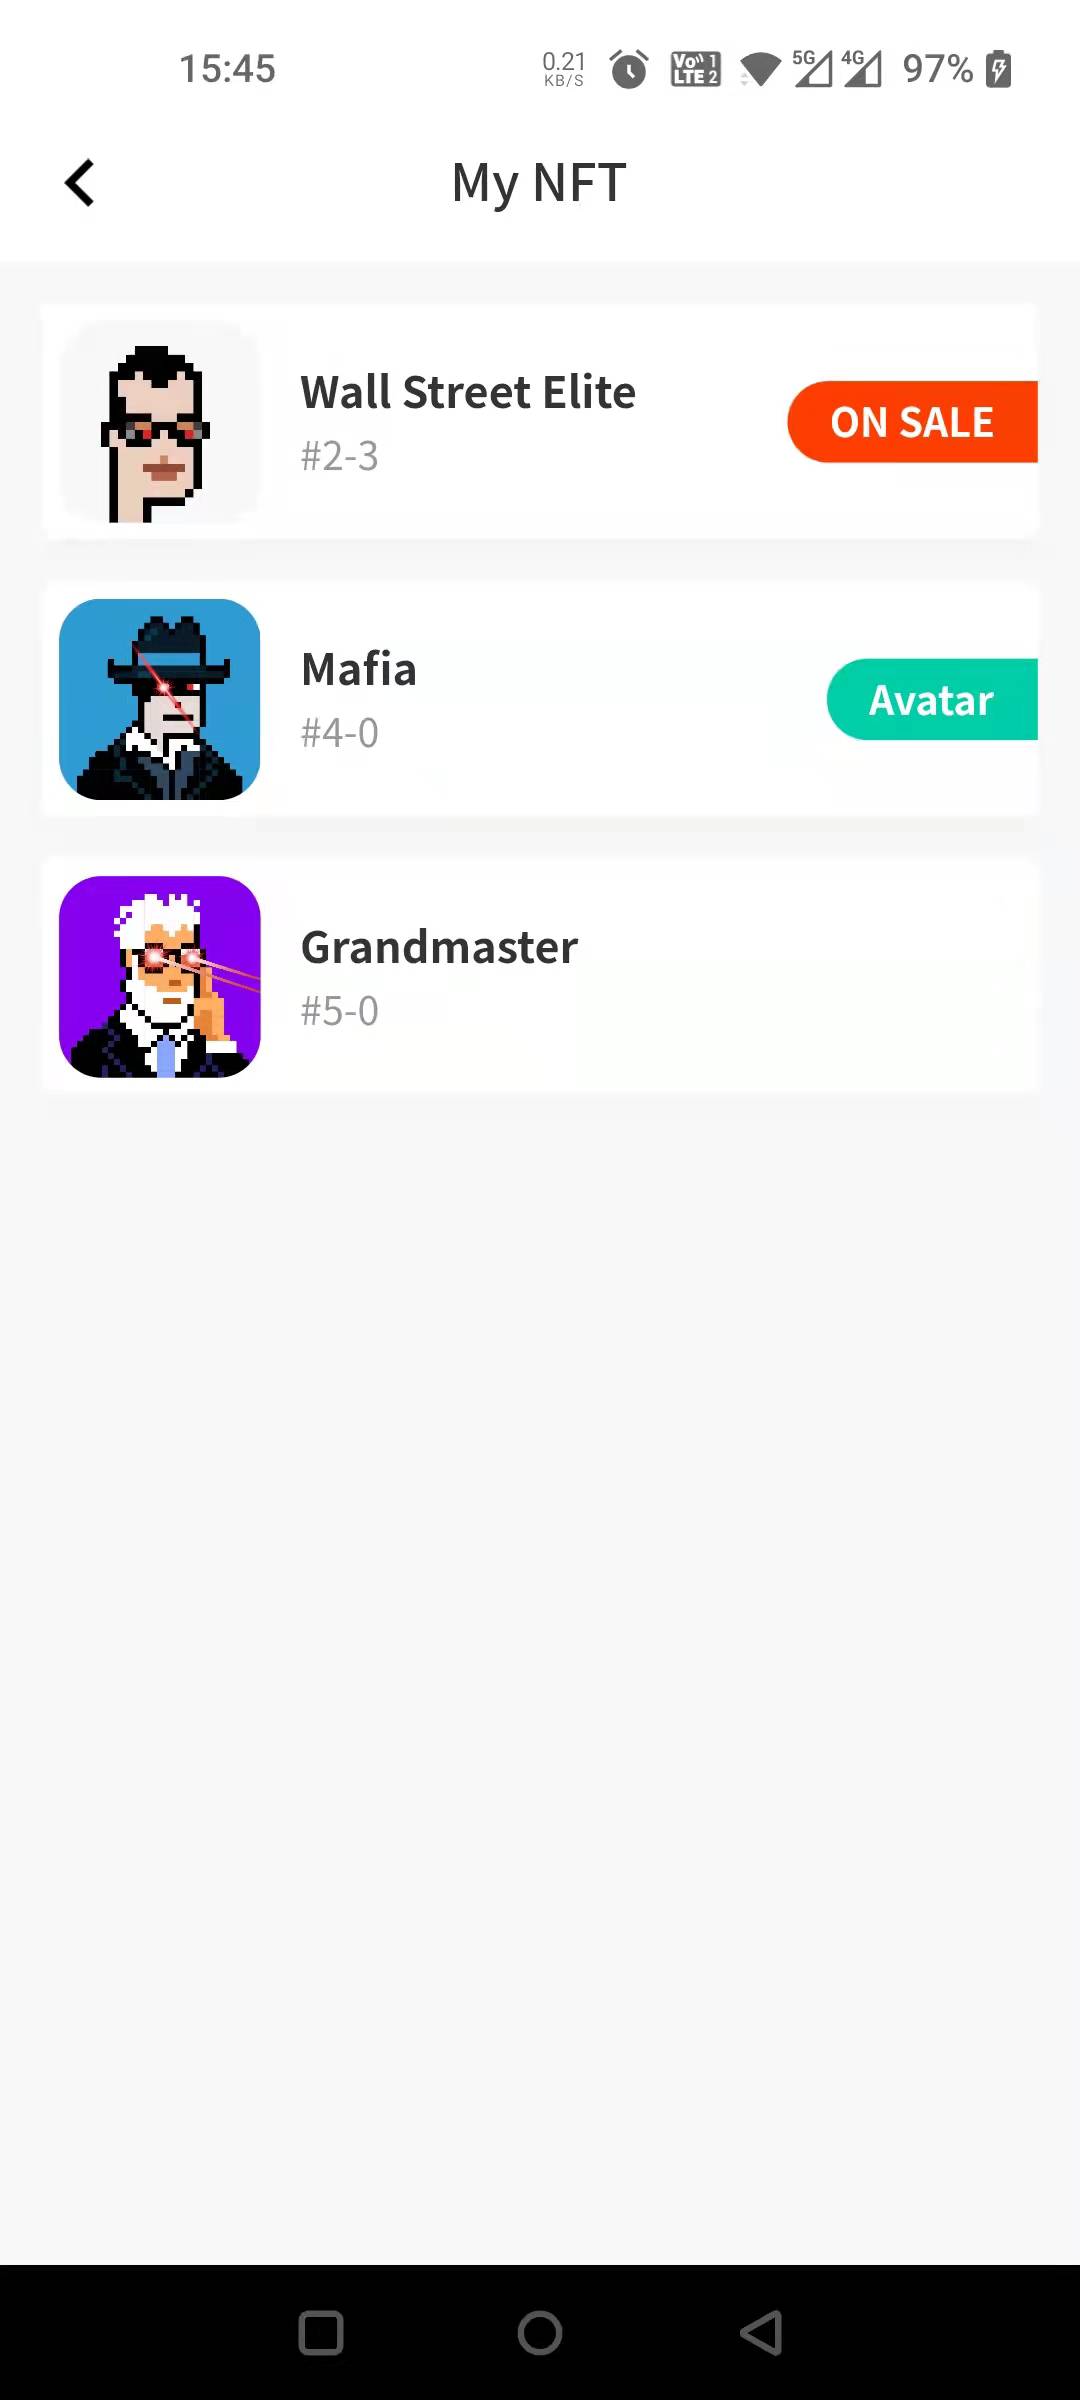 15:45
0.21
KB/S
Vo 1
LTE 2
5G
4G
97%
My NFT
Wall Street Elite
#2-3
ON SALE
Mafia
#4-0
Avatar
Grandmaster
#5-0